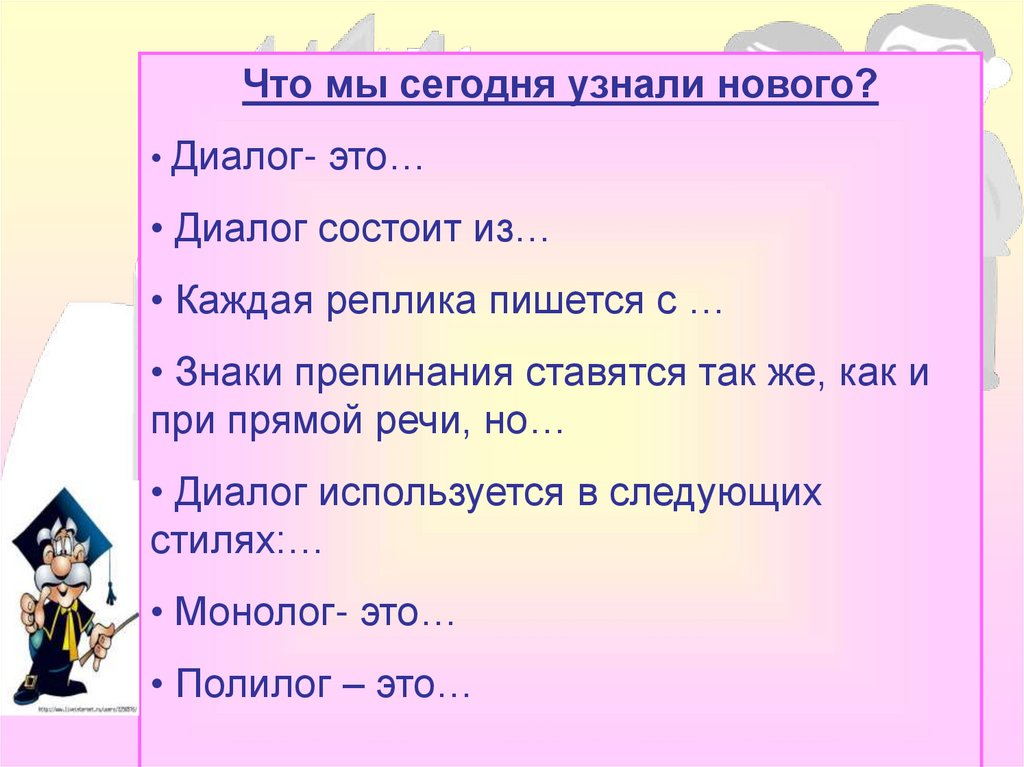 Что мы сегодня узнали нового?
• Диалог- это…
• Диалог состоит из…
• Каждая реплика пишется с …
• Знаки препинания ставятся так же, как и
при прямой речи, но…
• Диалог используется в следующих
стилях:…
• Монолог- это…
• Полилог – это…